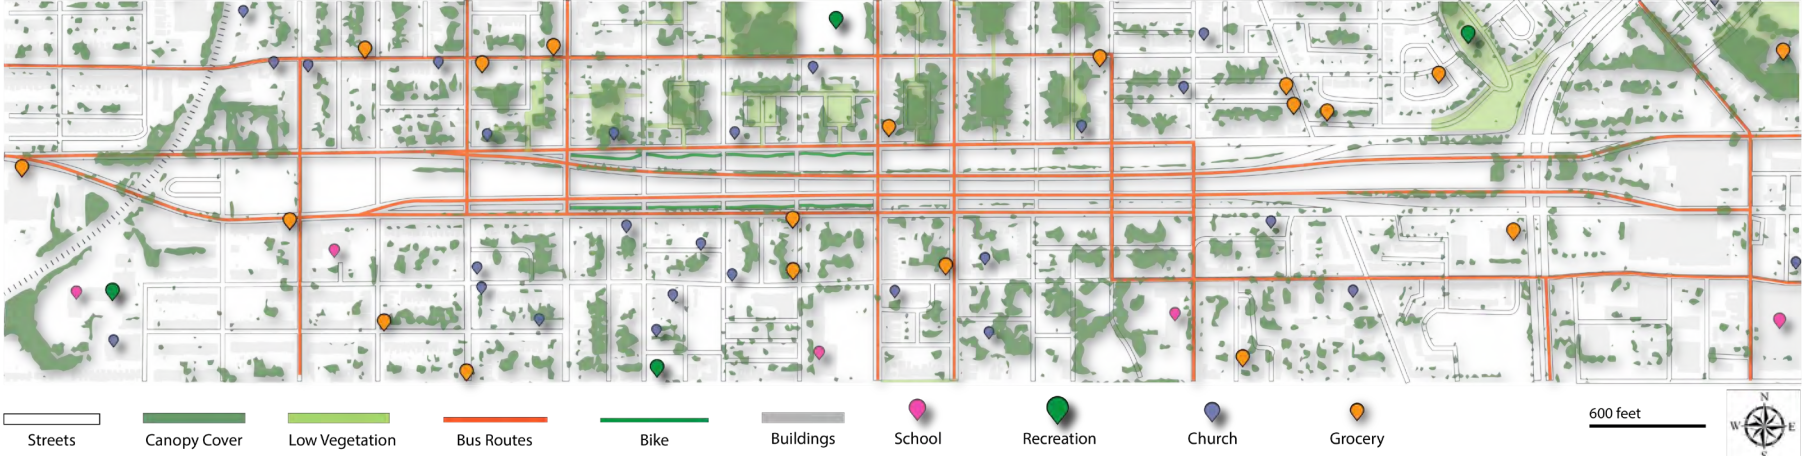 600 feet
Streets
Canopy Cover
Low Vegetation
Bus Routes
Bike
Buildings
School
Recreation
Church
Grocery
N
W
E
S